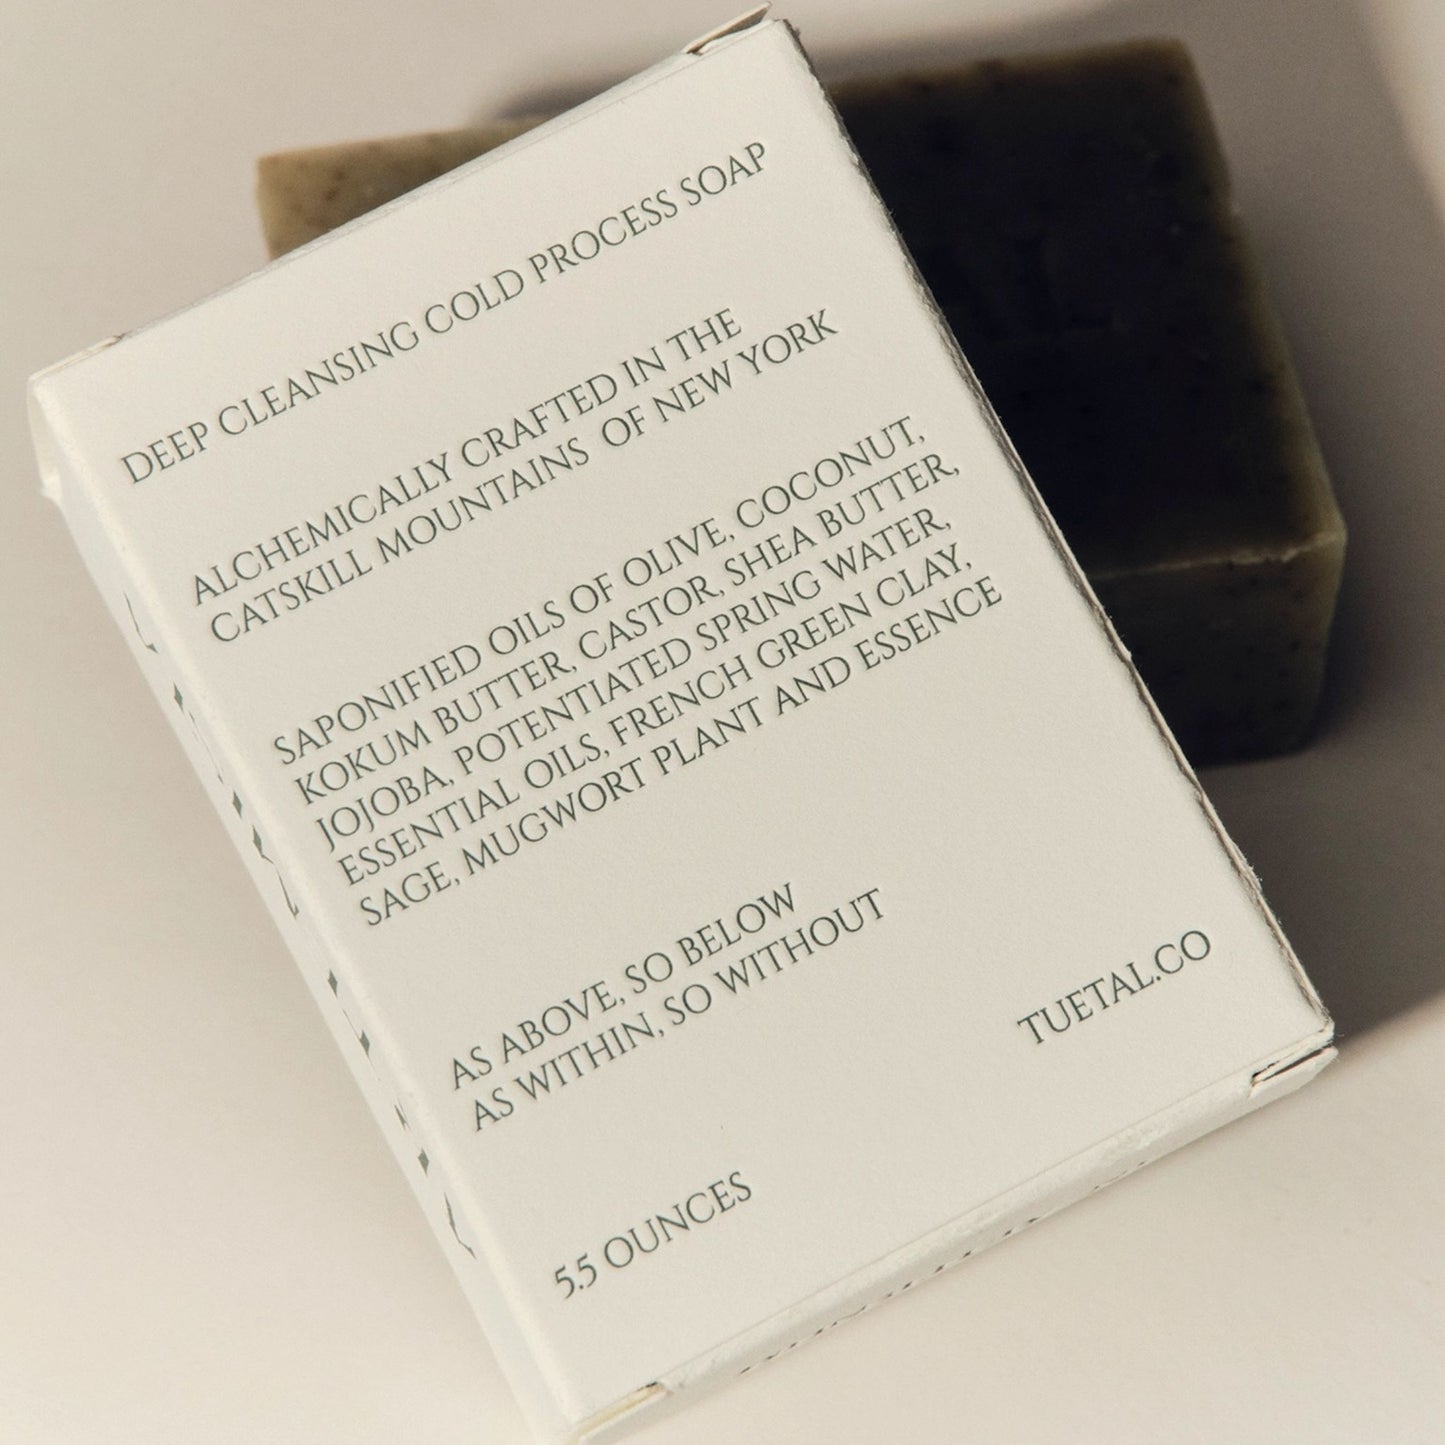 DEEP CLEANSING COLD PROCESS SOAP
ALCHEMICALLY CRAFTED IN THE
CATSKILL MOUNTAINS OF NEW YORK
SAPONIFIED OILS OF OLIVE, COCONUT,
KOKUM BUTTER, CASTOR, SHEA BUTTER,
JOJOBA, POTENTIATED SPRING WATER,
ESSENTIAL OILS, FRENCH GREEN CLAY,
SAGE, MUGWORT PLANT AND ESSENCE
AS ABOVE, SO BELOW
AS WITHIN, SO WITHOUT
TUETAL.CO
5.5 OUNCES